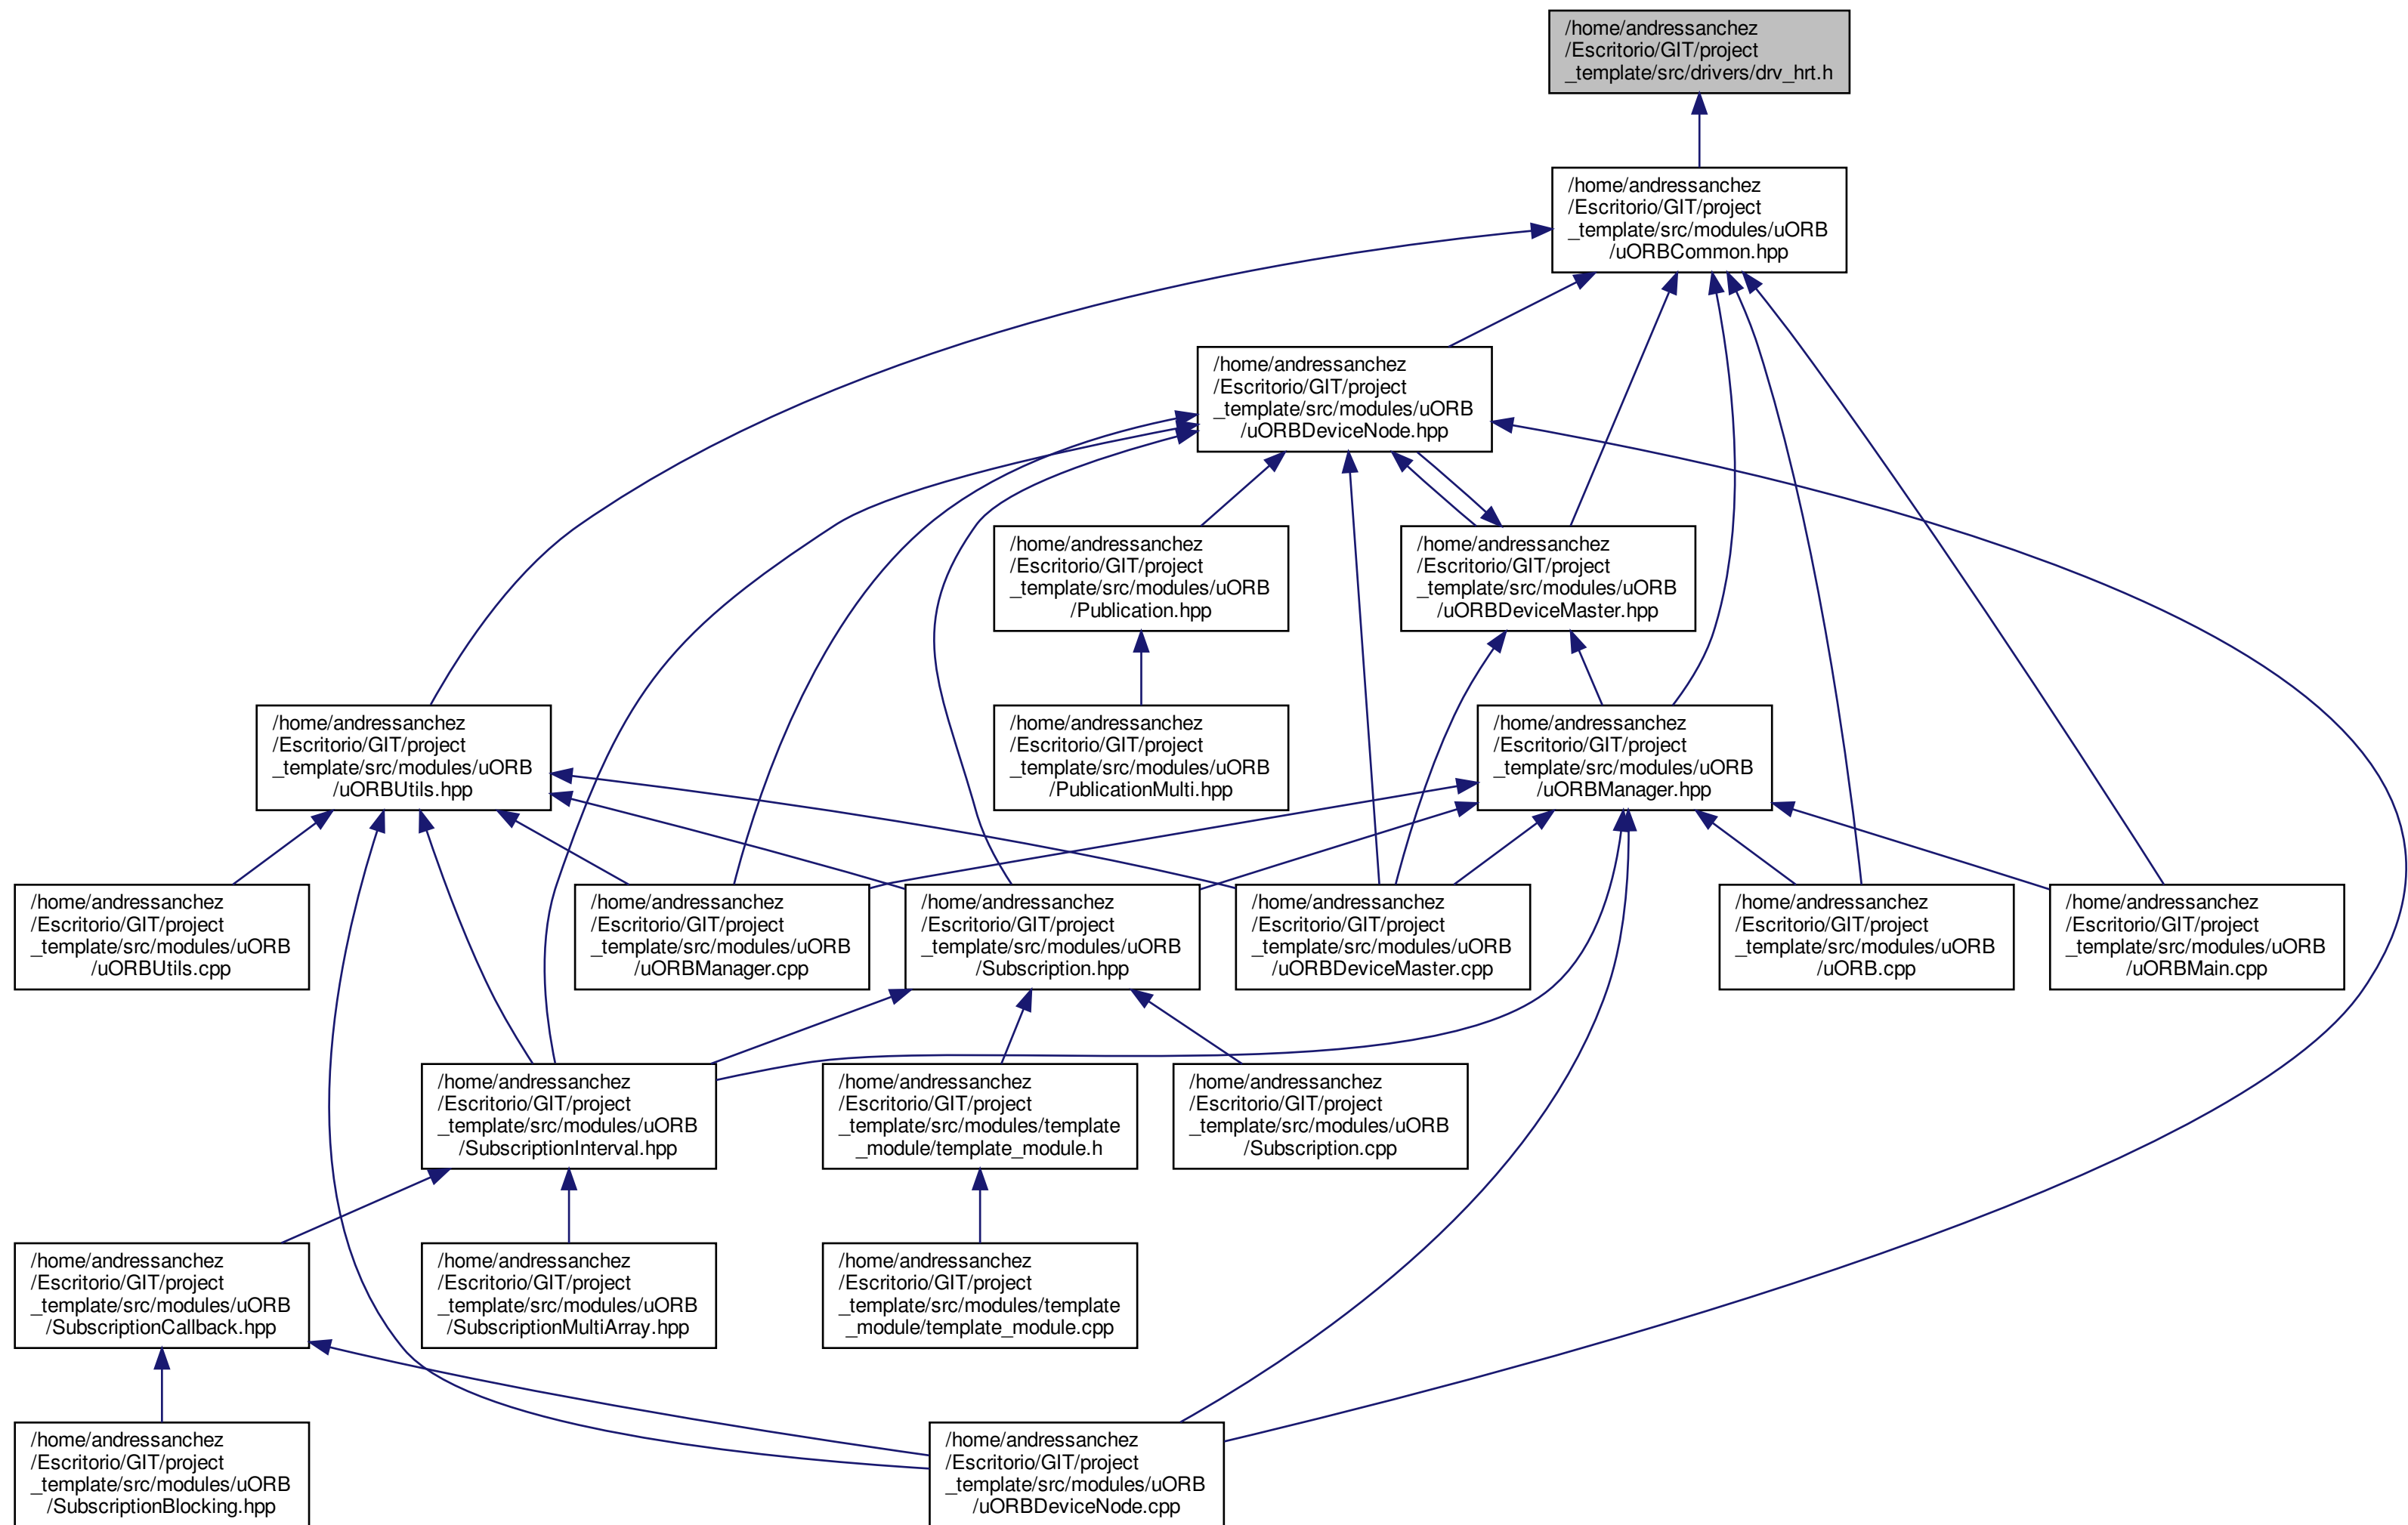 /home/andressanchez
/Escritorio/GIT/project
_template/src/drivers/drv_hrt.h
/home/andressanchez
/Escritorio/GIT/project
_template/src/modules/uORB
/uORBCommon.hpp
/home/andressanchez
/Escritorio/GIT/project
_template/src/modules/uORB
/uORBDeviceNode.hpp
/home/andressanchez
/Escritorio/GIT/project
_template/src/modules/uORB
/Publication.hpp
/home/andressanchez
/Escritorio/GIT/project
_template/src/modules/uORB
/uORBDeviceMaster.hpp
/home/andressanchez
/Escritorio/GIT/project
_template/src/modules/uORB
/uORBUtils.hpp
/home/andressanchez
/Escritorio/GIT/project
_template/src/modules/uORB
/PublicationMulti.hpp
/home/andressanchez
/Escritorio/GIT/project
_template/src/modules/uORB
/uORBManager.hpp
/home/andressanchez
/Escritorio/GIT/project
_template/src/modules/uORB
/uORBUtils.cpp
/home/andressanchez
/Escritorio/GIT/project
_template/src/modules/uORB
/uORBManager.cpp
/home/andressanchez
/Escritorio/GIT/project
_template/src/modules/uORB
/Subscription.hpp
/home/andressanchez
/Escritorio/GIT/project
_template/src/modules/uORB
/uORBDeviceMaster.cpp
/home/andressanchez
/Escritorio/GIT/project
_template/src/modules/uORB
/uORB.cpp
/home/andressanchez
/Escritorio/GIT/project
_template/src/modules/uORB
/uORBMain.cpp
/home/andressanchez
/Escritorio/GIT/project
_template/src/modules/uORB
/SubscriptionInterval.hpp
/home/andressanchez
/Escritorio/GIT/project
_template/src/modules/template
_module/template_module.h
/home/andressanchez
/Escritorio/GIT/project
_template/src/modules/uORB
/Subscription.cpp
/home/andressanchez
/Escritorio/GIT/project
_template/src/modules/uORB
/SubscriptionCallback.hpp
/home/andressanchez
/Escritorio/GIT/project
_template/src/modules/uORB
/SubscriptionMultiArray.hpp
/home/andressanchez
/Escritorio/GIT/project
_template/src/modules/template
_module/template_module.cpp
/home/andressanchez
/Escritorio/GIT/project
_template/src/modules/uORB
/SubscriptionBlocking.hpp
/home/andressanchez
/Escritorio/GIT/project
_template/src/modules/uORB
/uORBDeviceNode.cpp